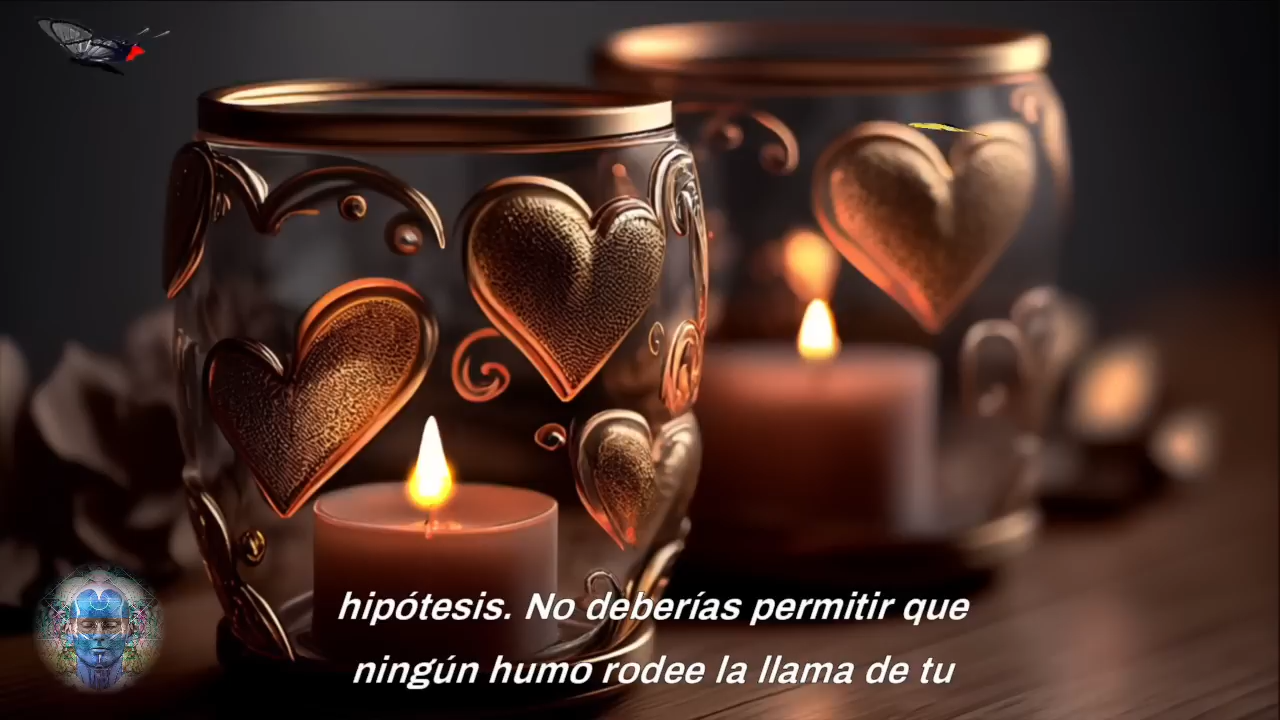 hipótesis. No deberías permitir que
ningún humo rodee la llama de tu